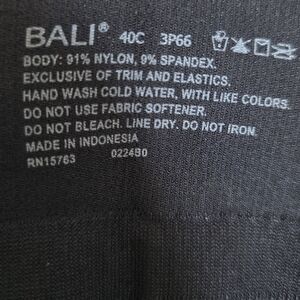 BALI® 40C 3P66
BODY: 91% NYLON, 9% SPANDEX.
EXCLUSIVE OF TRIM AND ELASTICS.
HAND WASH COLD WATER, WITH LIKE COLORS.
DO NOT USE FABRIC SOFTENER.
DO NOT BLEACH. LINE DRY. DO NOT IRON.
MADE IN INDONESIA
RN15763 0224S0